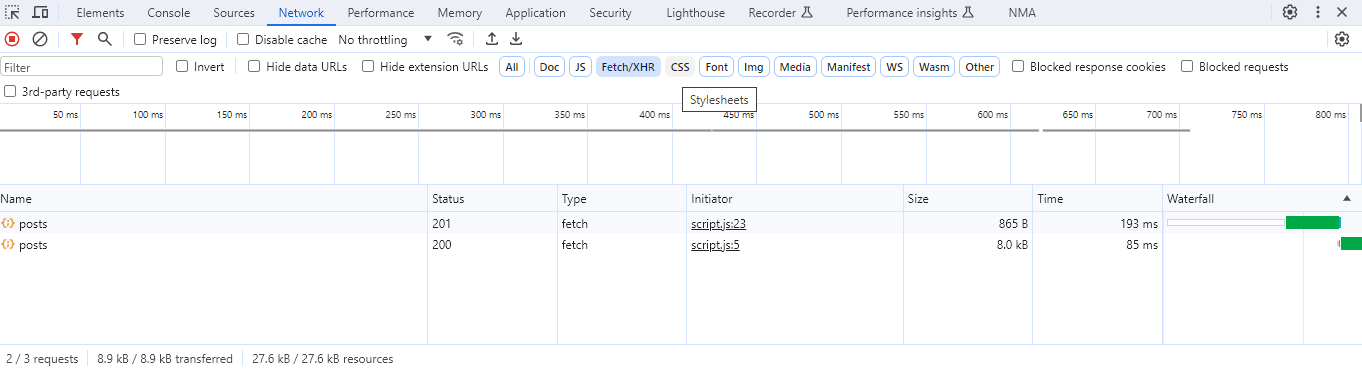 Elements Console Sources Network Performance Memory Application Security Lighthouse Recorder Performance insights NMA
Preserve log Disable cache No throttling
Filter Invert Hide data URLs Hide extension URLs All Doc JS Fetch/XHR CSS Font Img Media Manifest WS Wasm Other Blocked response cookies Blocked requests
3rd-party requests
Stylesheets
50 ms 100 ms 150 ms 200 ms 250 ms 300 ms 350 ms 400 ms 450 ms 500 ms 550 ms 600 ms 650 ms 700 ms 750 ms 800 ms
Name Status Type Initiator Size Time Waterfall
posts 201 fetch script.js:23 865 B 193 ms
posts 200 fetch script.js:5 8.0 kB 85 ms
2 / 3 requests 8.9 kB / 8.9 kB transferred 27.6 kB / 27.6 kB resources